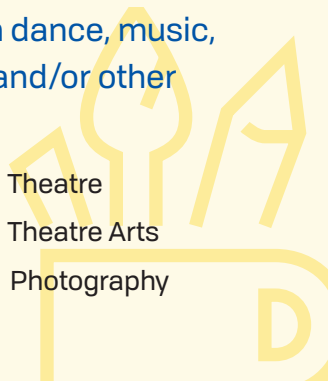 dance, music,
and/or other
Theatre
Theatre Arts
Photography
D